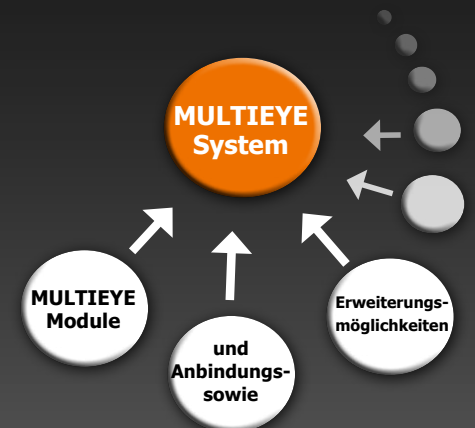 MULTIEYE
System
MULTIEYE
Module
und
Anbindungs-
sowie
Erweiterungs-
möglichkeiten